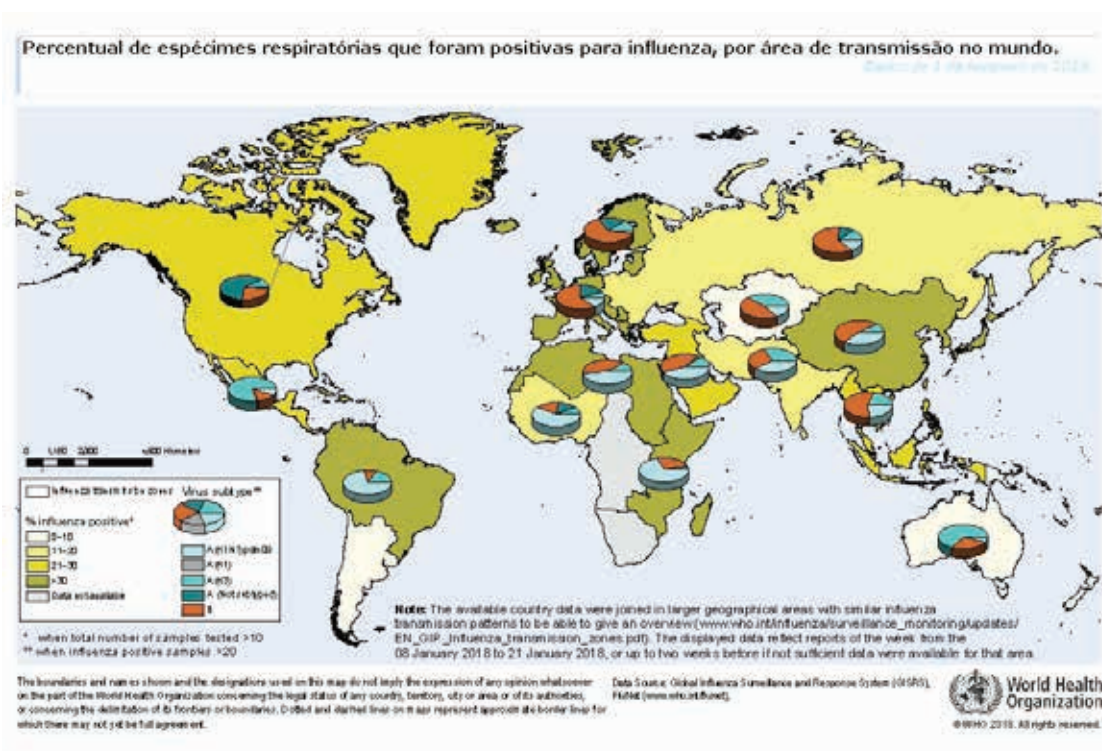 Percentual de espécimes respiratórias que foram positivas para influenza, por área de transmissão no mundo.
Virus subtype**
% influenza positive*
0-10
11-20
21-30
>30
Data not available
A (H1N1)pdm09
A (H1)
A (H3)
A (Not subtyped)
B
* when total number of samples tested >10
** when influenza positive samples >20
Note: The available country data were joined in larger geographical areas with similar influenza
transmission patterns to be able to give an overview (www.who.int/influenza/surveillance_monitoring/updates/
EN_GIP_Influenza_transmission_zones.pdf). The displayed data reflect reports of the week from the
08 January 2018 to 21 January 2018, or up to two weeks before if not sufficient data were available for that area.
The boundaries and names shown and the designations used on this map do not imply the expression of any opinion whatsoever
on the part of the World Health Organization concerning the legal status of any country, territory, city or area or of its authorities,
or concerning the delimitation of its frontiers or boundaries. Dotted and dashed lines on maps represent approximate border lines for
which there may not yet be full agreement.
Data Source: Global Influenza Surveillance and Response System (GISRS),
FluNet (www.who.int/flunet).
World Health
Organization
©WHO 2018. All rights reserved.